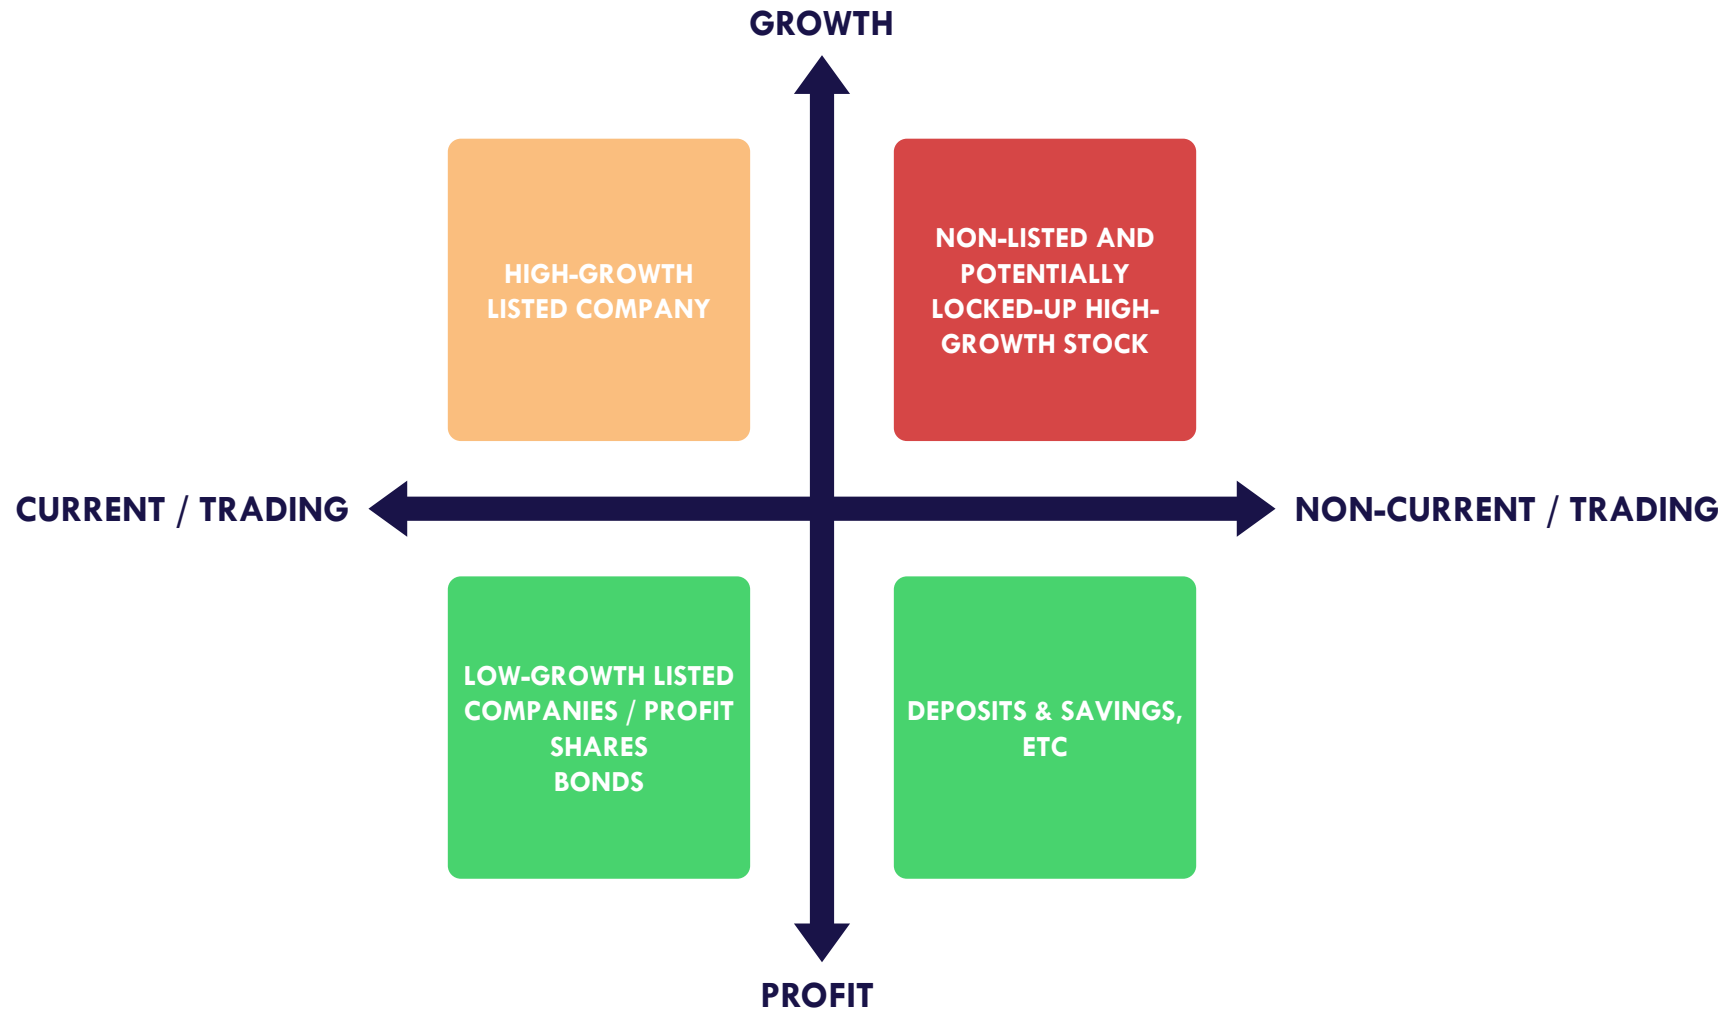 GROWTH
HIGH-GROWTH
LISTED COMPANY
NON-LISTED AND
POTENTIALLY
LOCKED-UP HIGH-
GROWTH STOCK
CURRENT / TRADING
NON-CURRENT / TRADING
LOW-GROWTH LISTED
COMPANIES / PROFIT
SHARES
BONDS
DEPOSITS & SAVINGS,
ETC
PROFIT